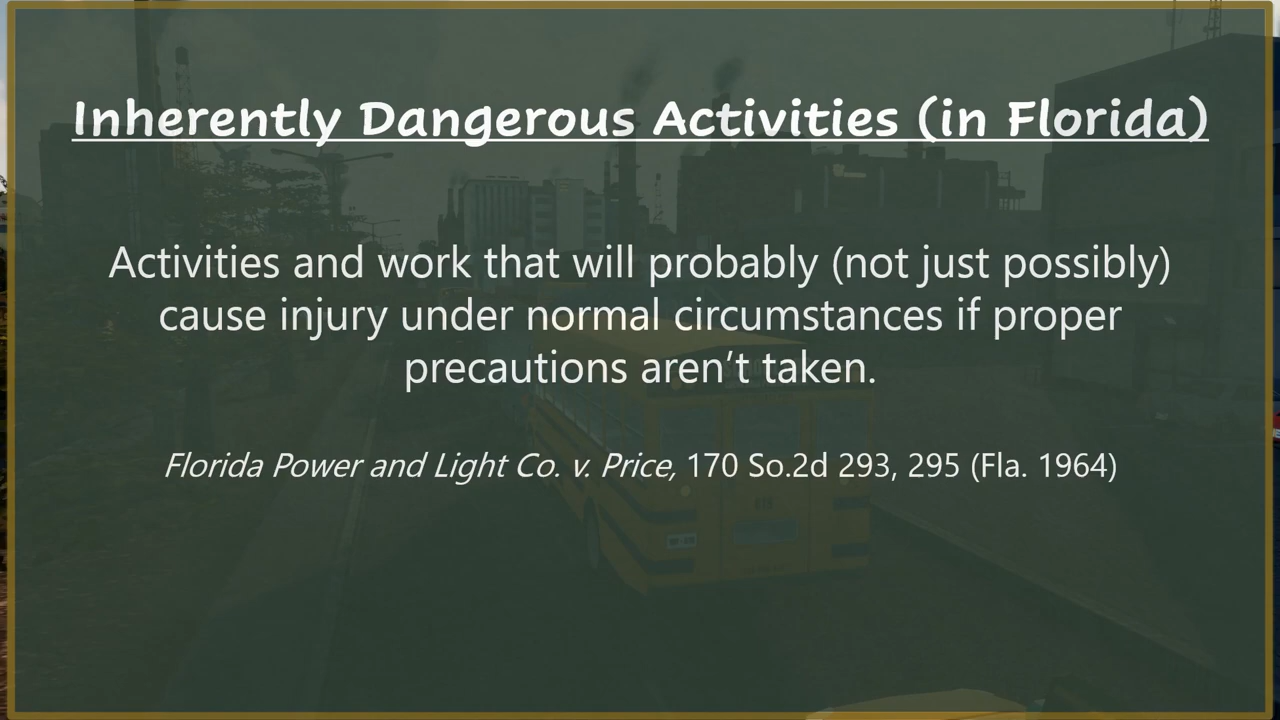 Inherently Dangerous Activities (in Florida)
Activities and work that will probably (not just possibly)
cause injury under normal circumstances if proper
precautions aren’t taken.
Florida Power and Light Co. v. Price, 170 So.2d 293, 295 (Fla. 1964)